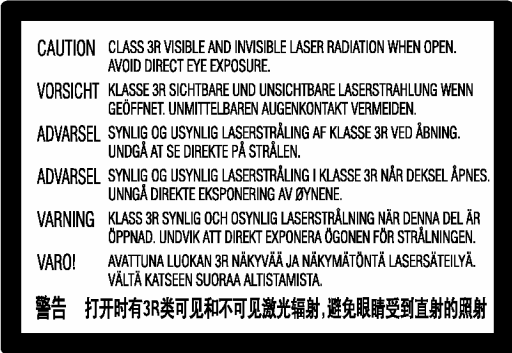 CAUTION CLASS 3R VISIBLE AND INVISIBLE LASER RADIATION WHEN OPEN.
AVOID DIRECT EYE EXPOSURE.
VORSICHT KLASSE 3R SICHTBARE UND UNSICHTBARE LASERSTRAHLUNG WENN
GEÖFFNET. UNMITTELBAREN AUGENKONTAKT VERMEIDEN.
ADVARSEL SYNLIG OG USYNLIG LASERSTRÅLING AF KLASSE 3R VED ÅBNING.
UNDGÅ AT SE DIREKTE PÅ STRÅLEN.
ADVARSEL SYNLIG OG USYNLIG LASERSTRÅLING I KLASSE 3R NÅR DEKSEL ÅPNES.
UNNGÅ DIREKTE EKSPONERING AV ØYNENE.
VARNING KLASS 3R SYNLIG OCH OSYNLIG LASERSTRÅLNING NÄR DENNA DEL ÄR
ÖPPNAD. UNDVIK ATT DIREKT EXPONERA ÖGONEN FÖR STRÅLNINGEN.
VARO! AVATTUNA LUOKAN 3R NÄKYVÄÄ JA NÄKYMÄTÖNTÄ LASERSÄTEILYÄ.
VÄLTÄ KATSEEN SUORAA ALTISTAMISTA.
警告 打开时有3R类可见和不可见激光辐射,避免眼睛受到直射的照射